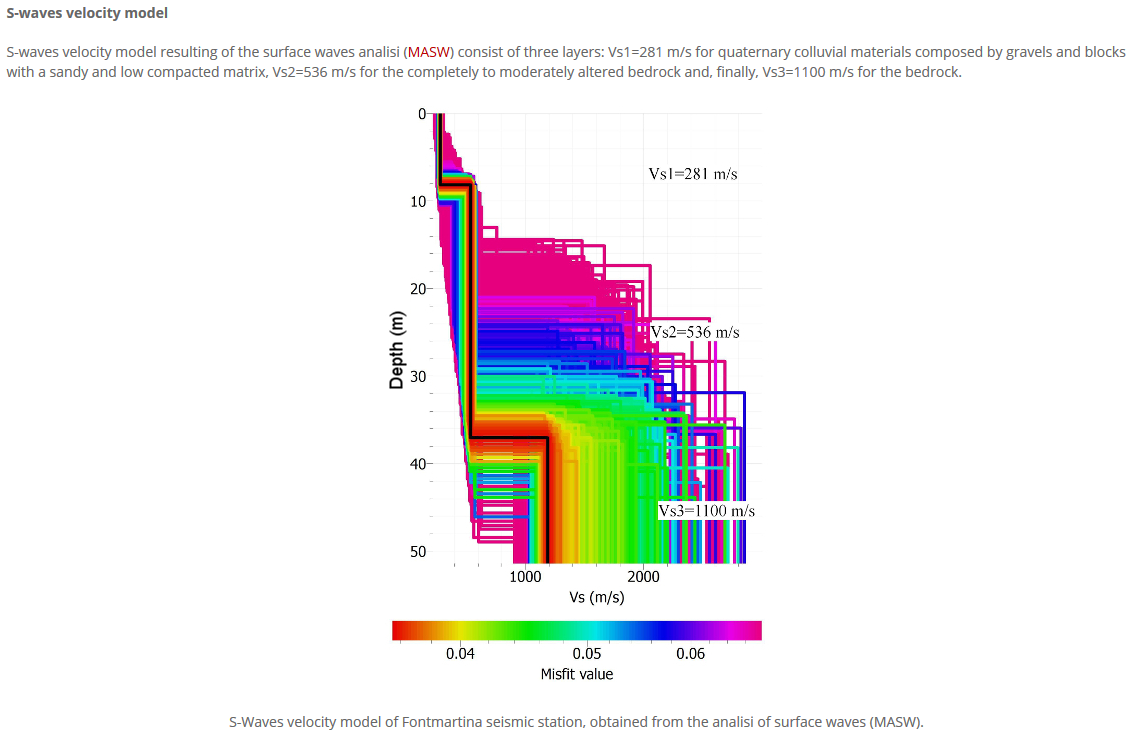 S-waves velocity model
S-waves velocity model resulting of the surface waves analisi (MASW) consist of three layers: Vs1=281 m/s for quaternary colluvial materials composed by gravels and blocks
with a sandy and low compacted matrix, Vs2=536 m/s for the completely to moderately altered bedrock and, finally, Vs3=1100 m/s for the bedrock.
0
Vs1=281 m/s
10
20
Vs2=536 m/s
Depth (m)
30
40
Vs3=1100 m/s
50
1000 2000
Vs (m/s)
0.04 0.05 0.06
Misfit value
S-Waves velocity model of Fontmartina seismic station, obtained from the analisi of surface waves (MASW).